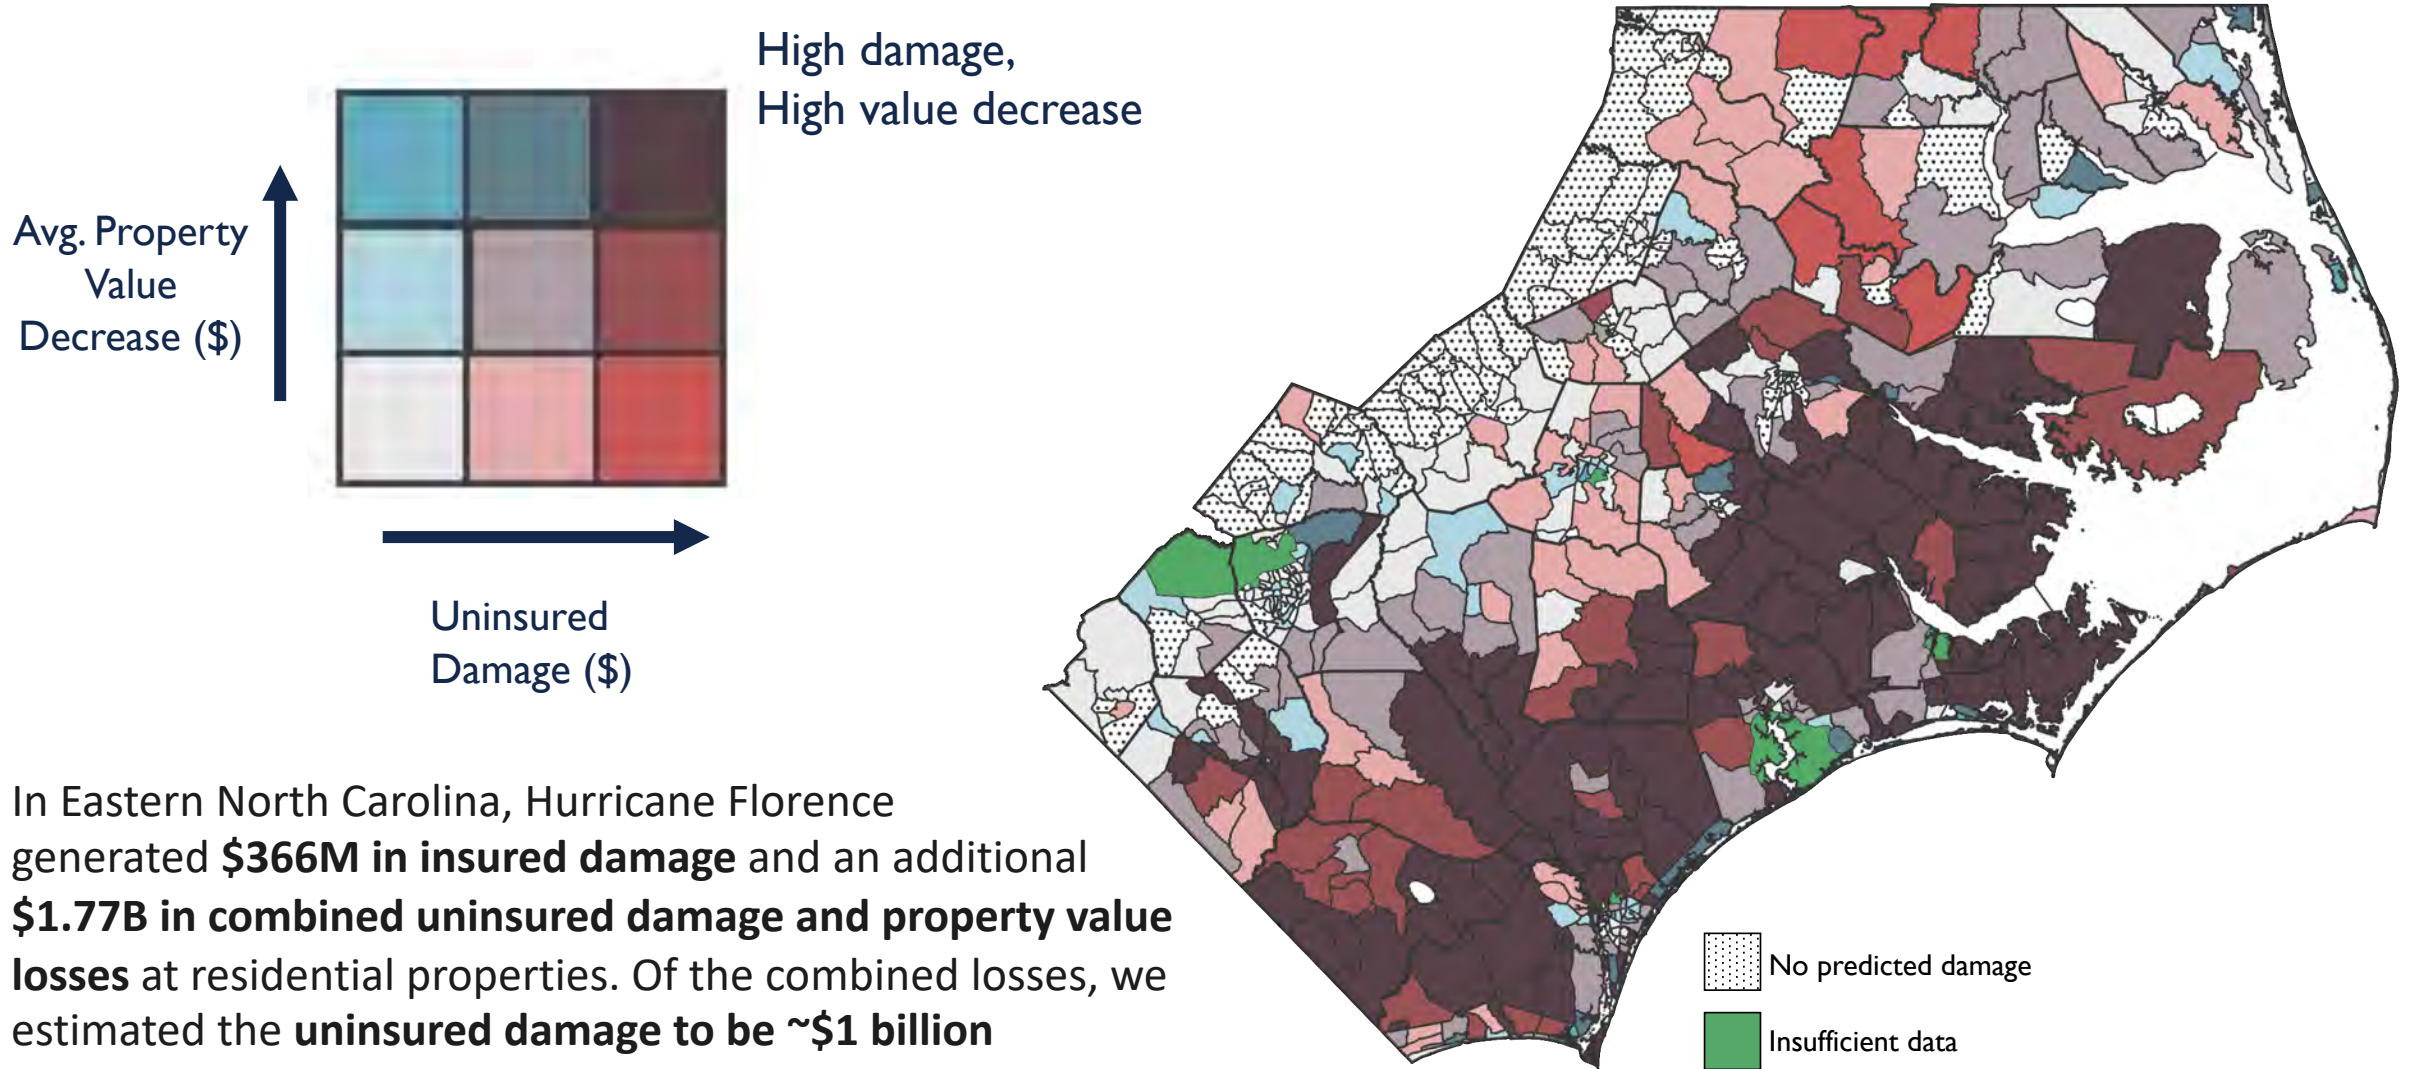 High damage,
High value decrease
Avg. Property
Value
Decrease ($)
Uninsured
Damage ($)
In Eastern North Carolina, Hurricane Florence
generated $366M in insured damage and an additional
$1.77B in combined uninsured damage and property value
losses at residential properties. Of the combined losses, we
estimated the uninsured damage to be ~$1 billion
No predicted damage
Insufficient data